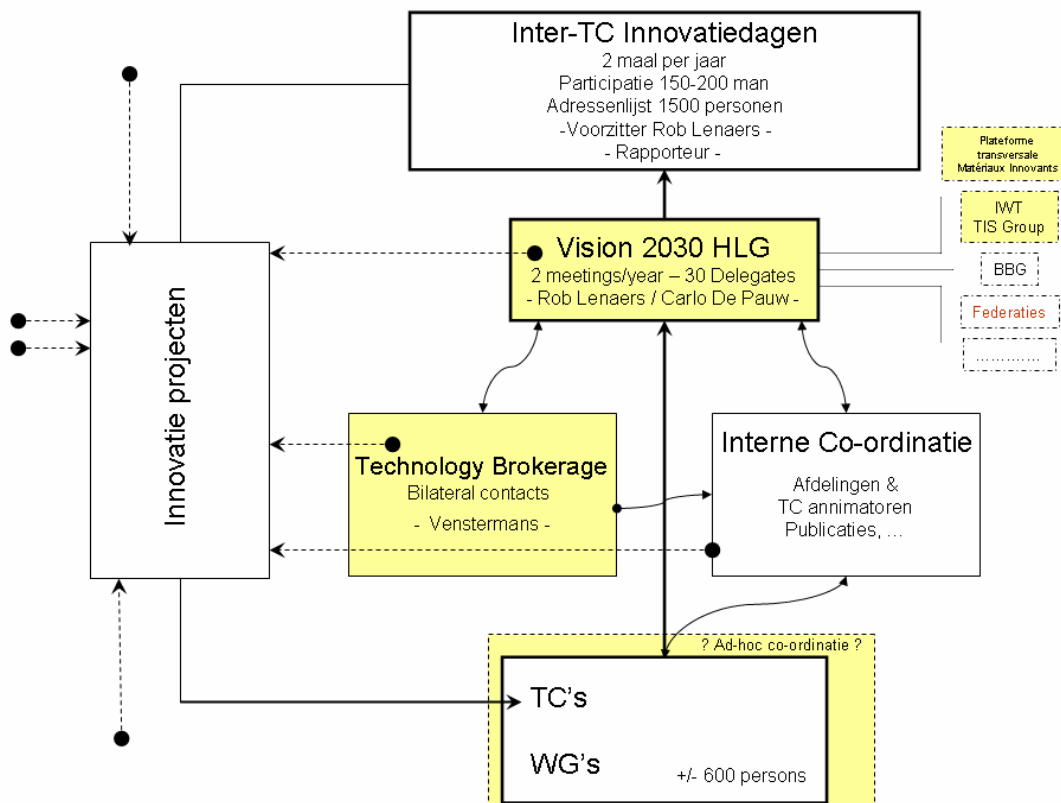 Inter-TC Innovatiedagen
2 maal per jaar
Participatie 150-200 man
Adressenlijst 1500 personen
-Voorzitter Rob Lenaers -
- Rapporteur -
Plateforme
transversale
Matériaux Innovants
IWT
TIS Group
BBG
Federaties
.............
Vision 2030 HLG
2 meetings/year – 30 Delegates
- Rob Lenaers / Carlo De Pauw -
Innovatie projecten
Technology Brokerage
Bilateral contacts
- Venstermans -
Interne Co-ordinatie
Afdelingen &
TC annimatoren
Publicaties, ...
? Ad-hoc co-ordinatie ?
TC's
WG's
+/- 600 persons